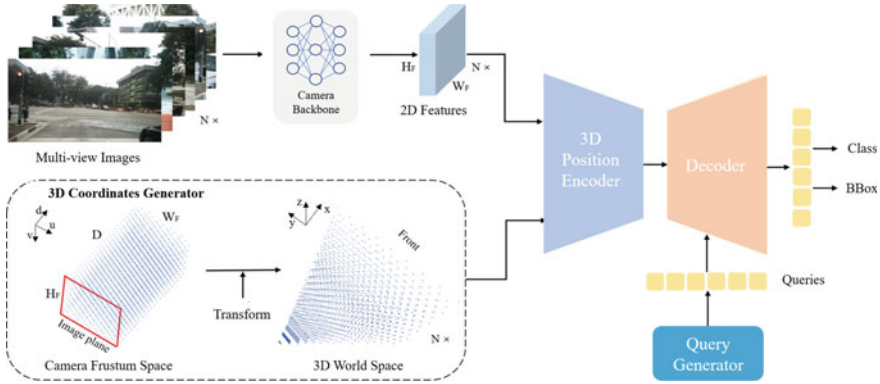 N ×
Multi-view Images
Camera
Backbone
HF
WF
N ×
2D Features
3D
Position
Encoder
Decoder
Class
BBox
Queries
Query
Generator
3D Coordinates Generator
d
u
v
D
WF
HF
Image plane
Camera Frustum Space
Transform
z
x
y
Front
N ×
3D World Space